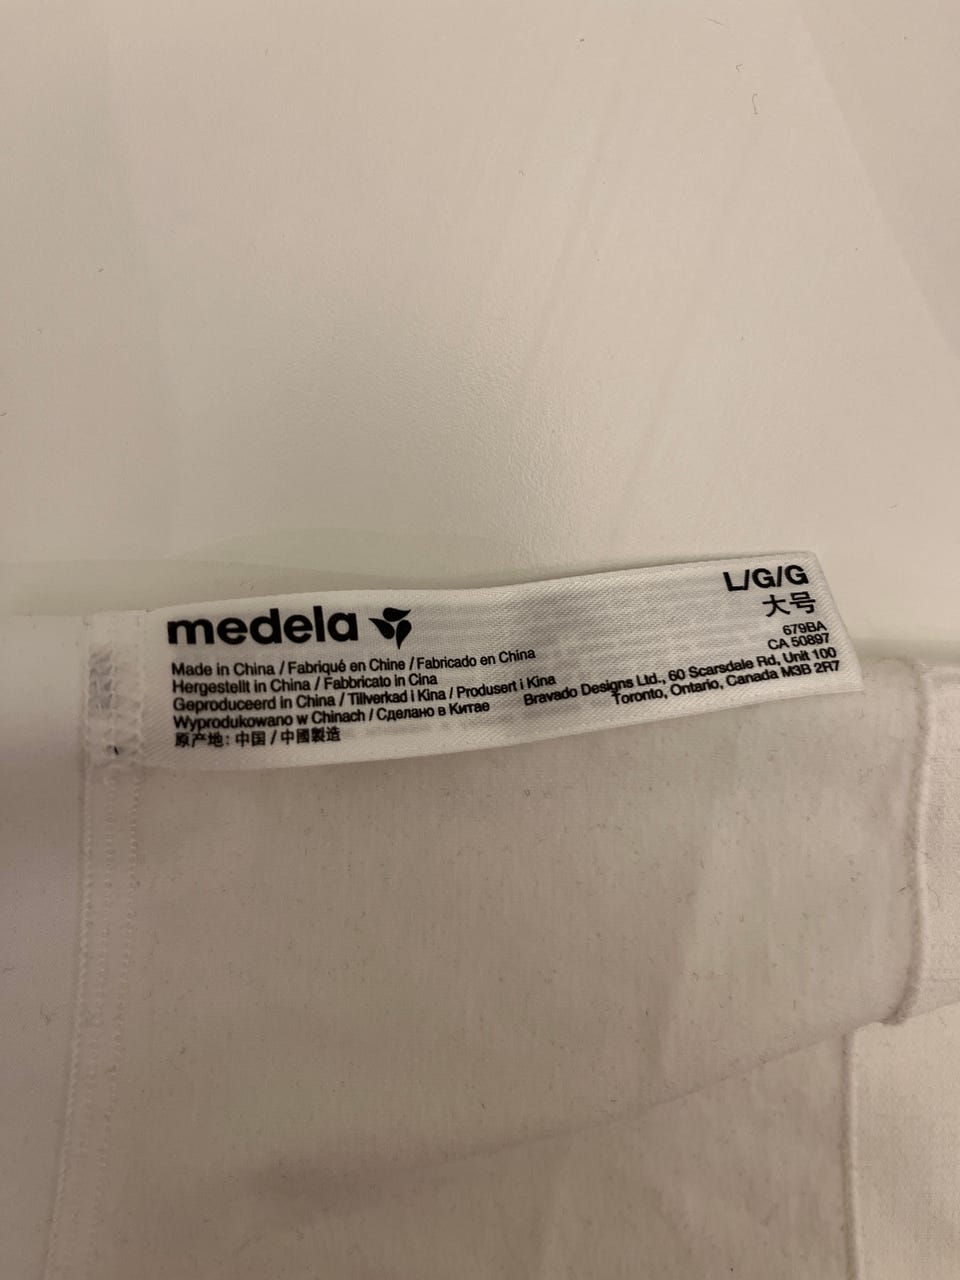 medela
Made in China / Fabriqué en Chine / Fabricado en China
Hergestellt in China / Fabbricato in Cina
Geproduceerd in China / Tillverkad i Kina / Produsert i Kina
Wyprodukowano w Chinach / Сделано в Китае
原产地: 中国 / 中國製造
L/G/G
大号
679BA
CA 50897
Bravado Designs Ltd., 60 Scarsdale Rd, Unit 100
Toronto, Ontario, Canada M3B 2R7